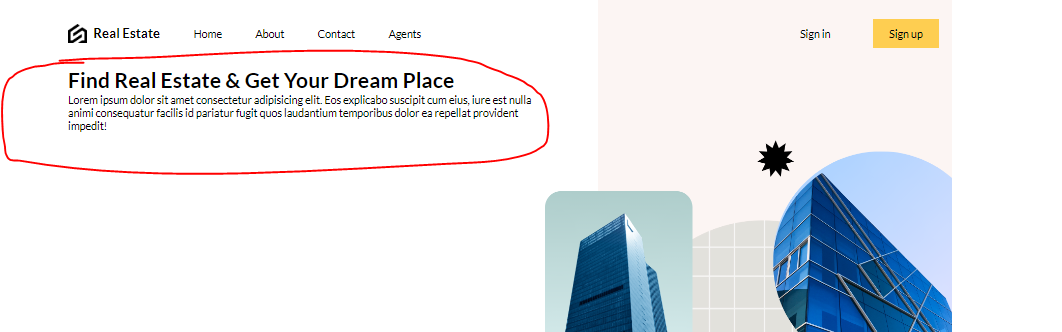 Real Estate Home About Contact Agents Sign in Sign up
Find Real Estate & Get Your Dream Place
Lorem ipsum dolor sit amet consectetur adipisicing elit. Eos explicabo suscipit cum eius, iure est nulla
animi consequatur facilis id pariatur fugit quos laudantium temporibus dolor ea repellat provident
impedit!